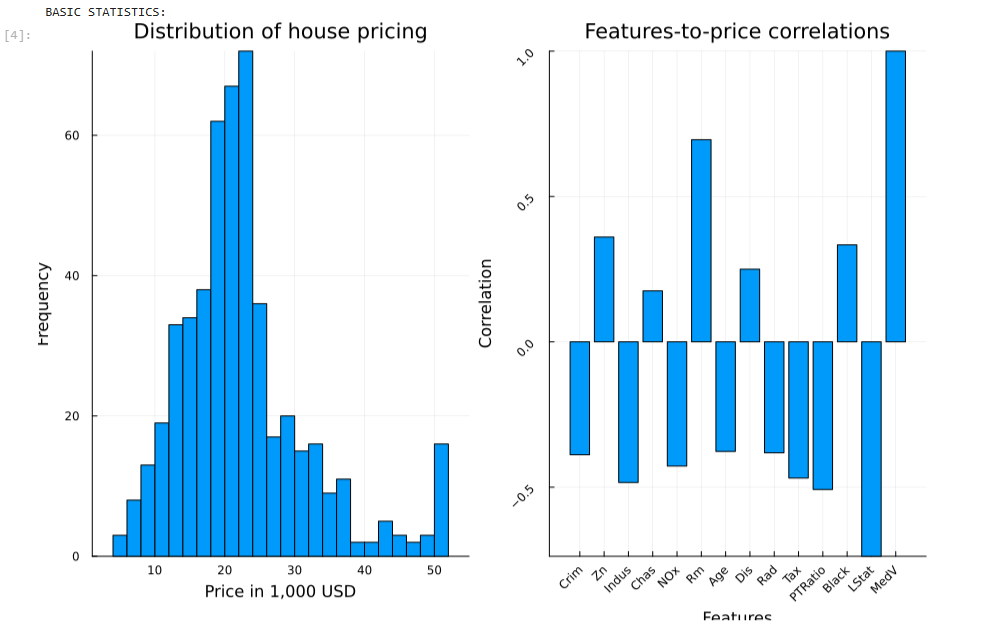 BASIC STATISTICS:
[4]:
Distribution of house pricing
Frequency
60
40
20
0
10 20 30 40 50
Price in 1,000 USD
Features-to-price correlations
Correlation
1.0
0.5
0.0
−0.5
Crim Zn Indus Chas NOx Rm Age Dis Rad Tax PTRatio Black LStat MedV
Features